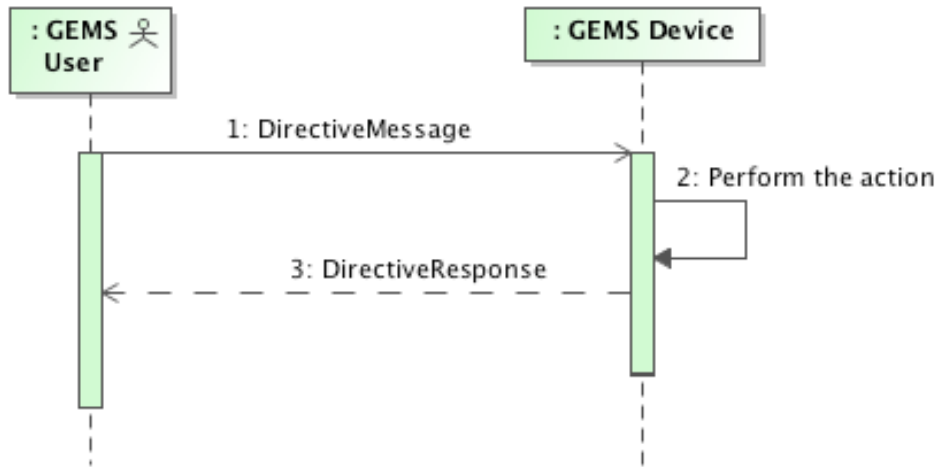 : GEMS
User
: GEMS Device
1: DirectiveMessage
2: Perform the action
3: DirectiveResponse